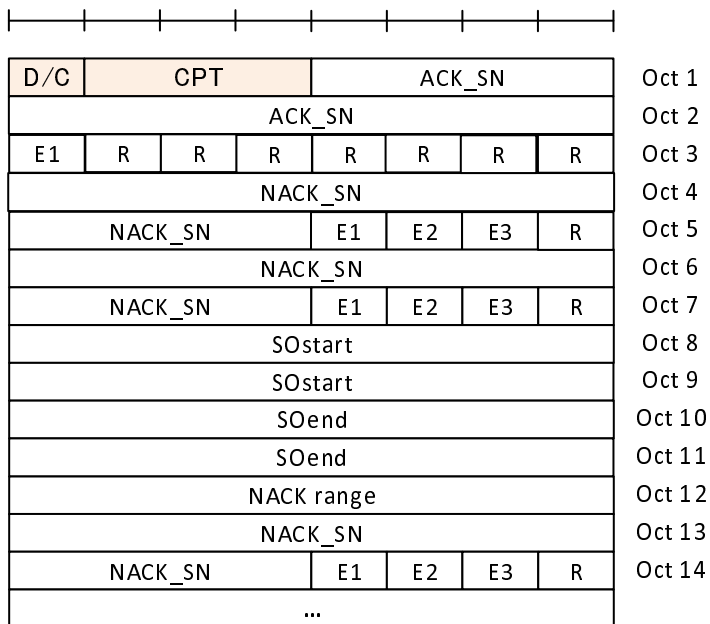 D/C CPT ACK_SN Oct 1
ACK_SN Oct 2
E1 R R R R R R R Oct 3
NACK_SN Oct 4
NACK_SN E1 E2 E3 R Oct 5
NACK_SN Oct 6
NACK_SN E1 E2 E3 R Oct 7
SOstart Oct 8
SOstart Oct 9
SOend Oct 10
SOend Oct 11
NACK range Oct 12
NACK_SN Oct 13
NACK_SN E1 E2 E3 R Oct 14
...